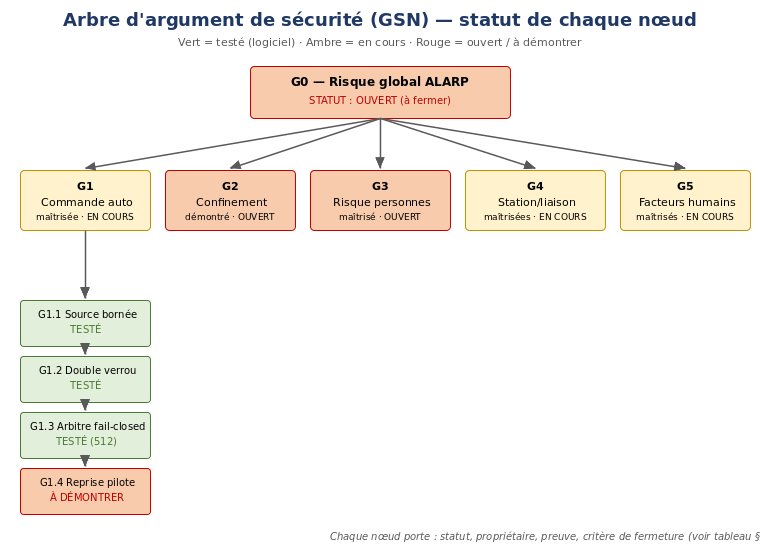 Arbre d'argument de sécurité (GSN) — statut de chaque nœud
Vert = testé (logiciel) · Ambre = en cours · Rouge = ouvert / à démontrer
G0 — Risque global ALARP
STATUT : OUVERT (à fermer)
G1
Commande auto
maîtrisée · EN COURS
G2
Confinement
démontré · OUVERT
G3
Risque personnes
maîtrisé · OUVERT
G4
Station/liaison
maîtrisées · EN COURS
G5
Facteurs humains
maîtrisés · EN COURS
G1.1 Source bornée
TESTÉ
G1.2 Double verrou
TESTÉ
G1.3 Arbitre fail-closed
TESTÉ (512)
G1.4 Reprise pilote
À DÉMONTRER
Chaque nœud porte : statut, propriétaire, preuve, critère de fermeture (voir tableau §